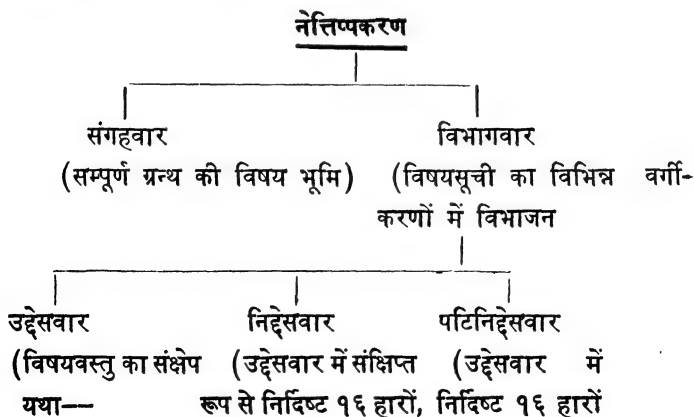 नेत्तिप्पकरण
संगहवार विभागवार
(सम्पूर्ण ग्रन्थ की विषय भूमि) (विषयसूची का विभिन्न वर्गी-
करणों में विभाजन
उद्देसवार निद्देसवार पटिनिद्देसवार
(विषयवस्तु का संक्षेप (उद्देसवार में संक्षिप्त (उद्देसवार में
यथा— रूप से निर्दिष्ट १६ हारों, निर्दिष्ट १६ हारों